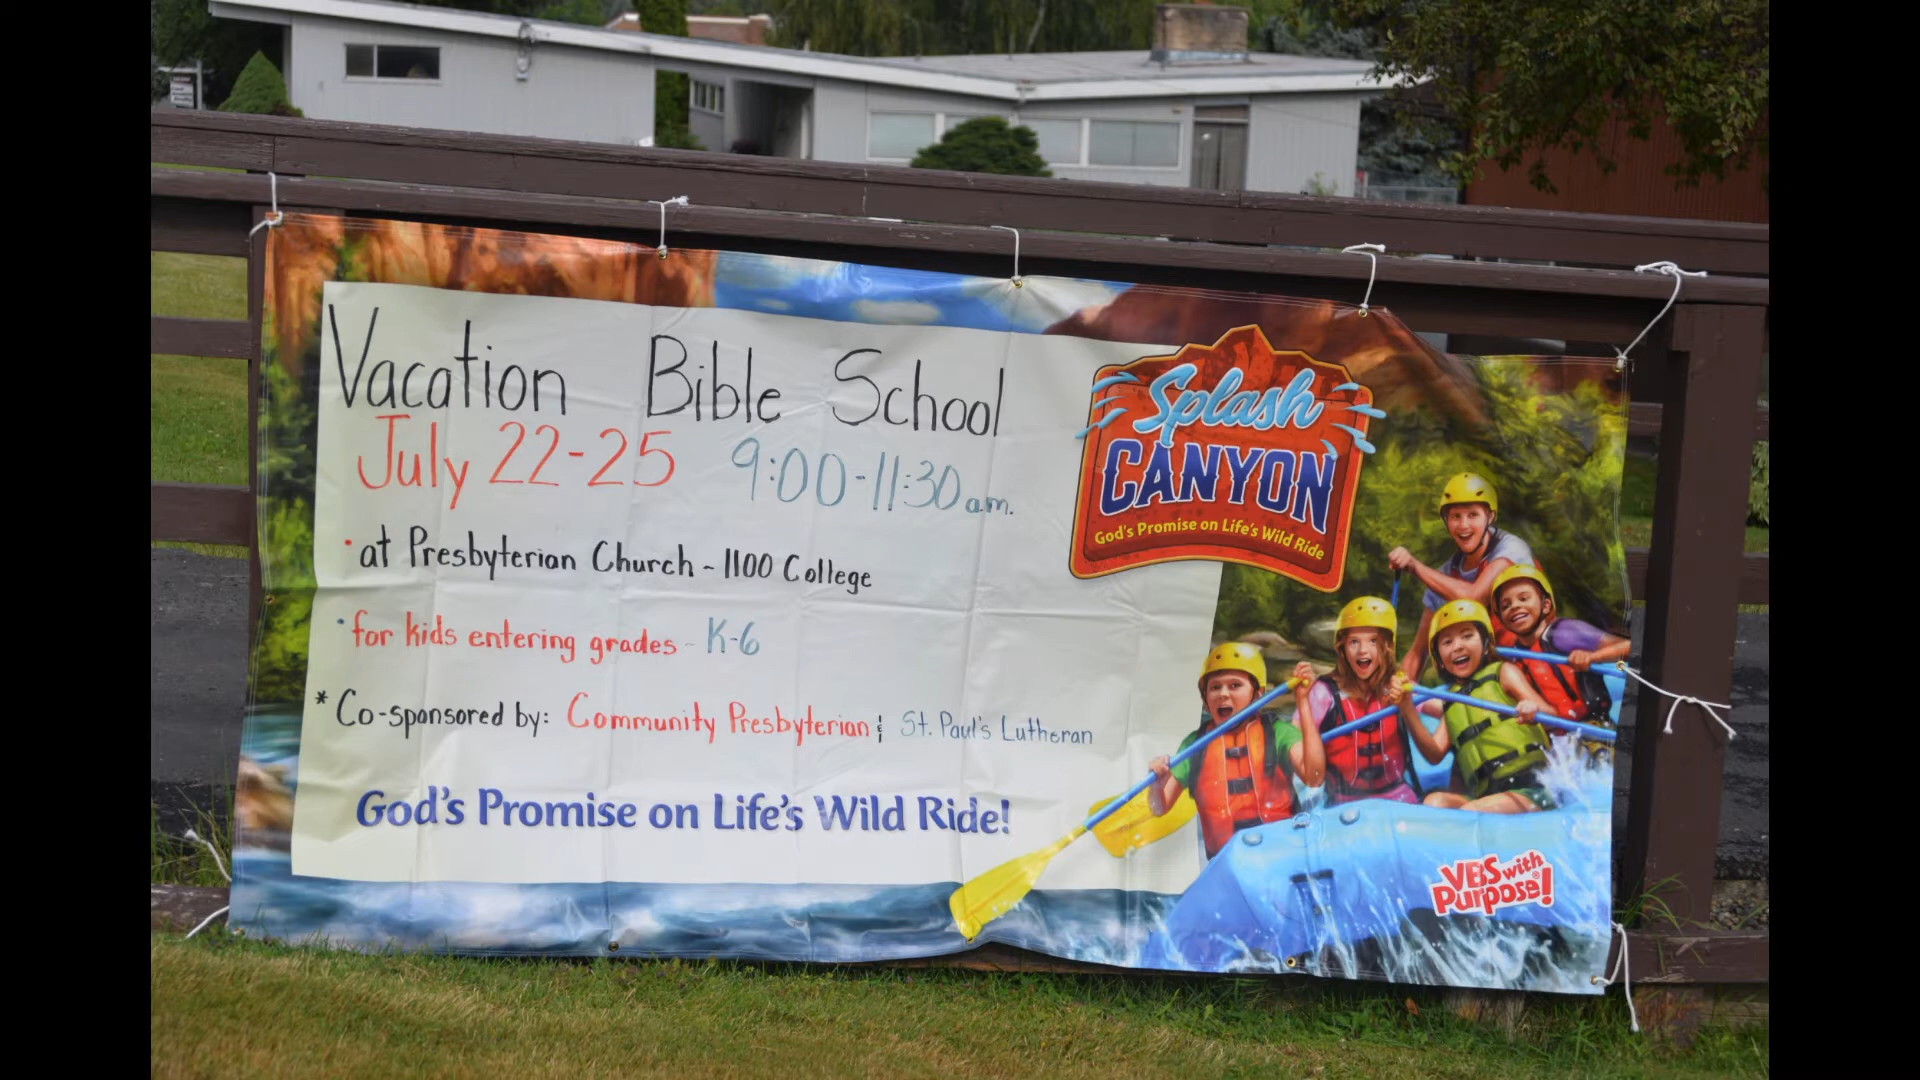 Vacation Bible School
July 22-25 9:00-11:30 a.m.
• at Presbyterian Church ~ 1100 College
• for kids entering grades ~ K-6
* Co-sponsored by: Community Presbyterian & St. Paul's Lutheran
God's Promise on Life's Wild Ride!
Splash
CANYON
God's Promise on Life's Wild Ride
VBS with
Purpose!